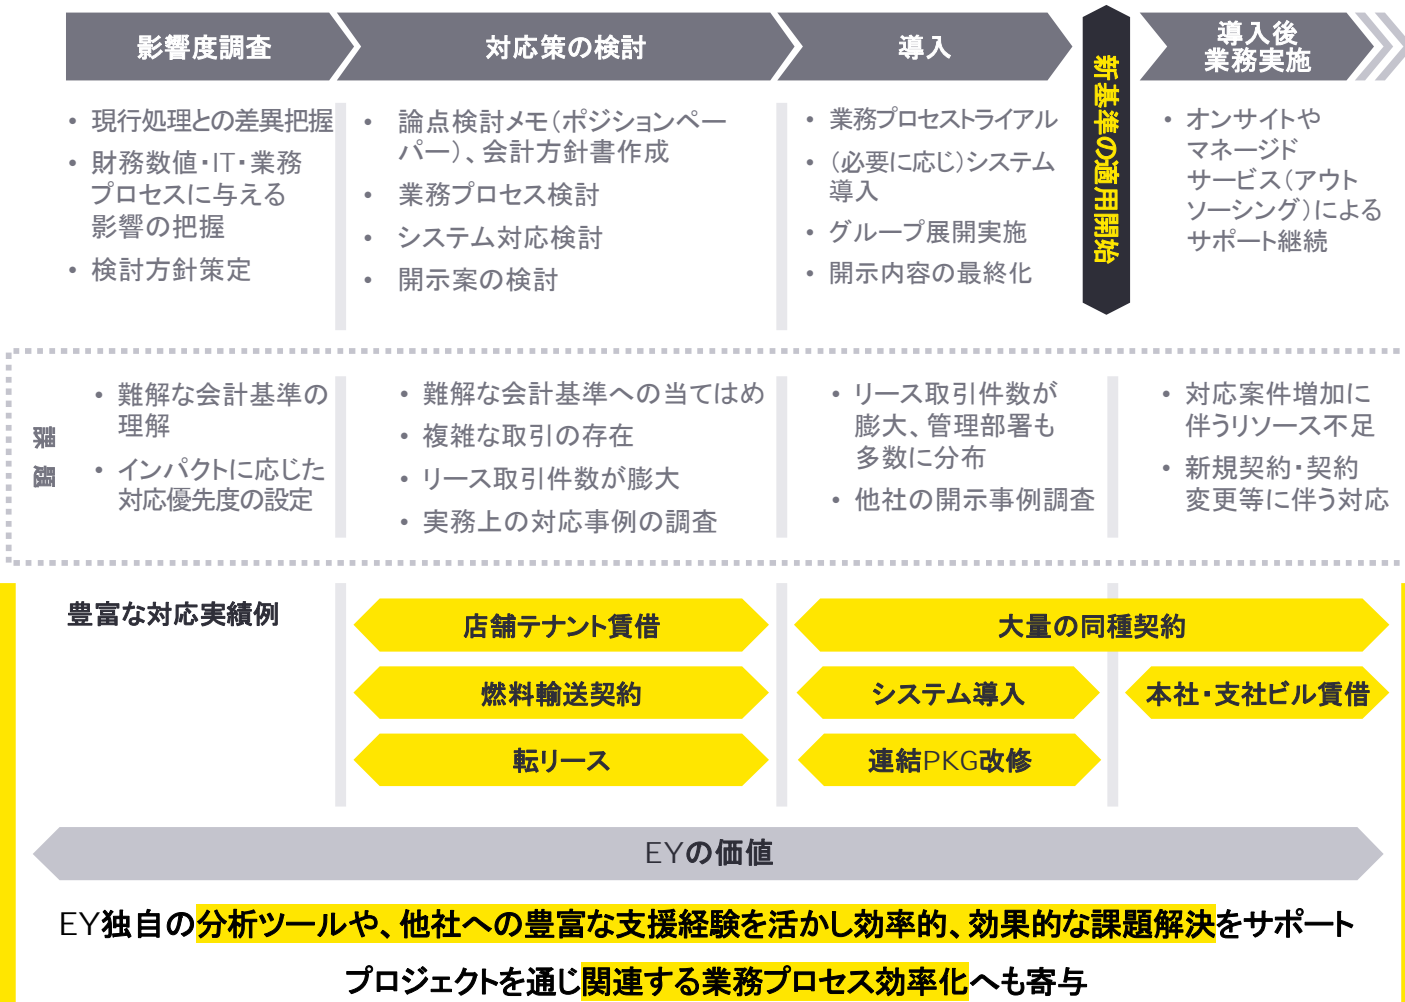 影響度調査
対応策の検討
導入
導入後
業務実施
新基準の適用開始
• 現行処理との差異把握
• 財務数値・IT・業務
プロセスに与える
影響の把握
• 検討方針策定
• 論点検討メモ(ポジションペー
パー)、会計方針書作成
• 業務プロセス検討
• システム対応検討
• 開示案の検討
• 業務プロセストライアル
• (必要に応じ)システム
導入
• グループ展開実施
• 開示内容の最終化
• オンサイトや
マネージド
サービス(アウト
ソーシング)による
サポート継続
課題
• 難解な会計基準の
理解
• インパクトに応じた
対応優先度の設定
• 難解な会計基準への当てはめ
• 複雑な取引の存在
• リース取引件数が膨大
• 実務上の対応事例の調査
• リース取引件数が
膨大、管理部署も
多数に分布
• 他社の開示事例調査
• 対応案件増加に
伴うリソース不足
• 新規契約・契約
変更等に伴う対応
豊富な対応実績例
店舗テナント賃借
大量の同種契約
燃料輸送契約
システム導入
本社・支社ビル賃借
転リース
連結PKG改修
EYの価値
EY独自の分析ツールや、他社への豊富な支援経験を活かし効率的、効果的な課題解決をサポート
プロジェクトを通じ関連する業務プロセス効率化へも寄与